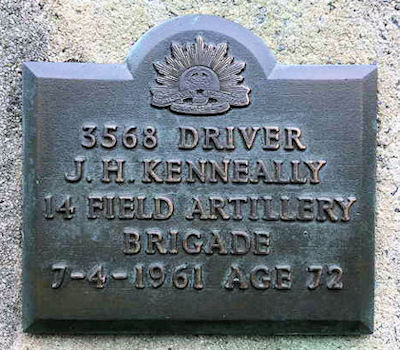 3568 DRIVER
J. H. KENNEALLY
14 FIELD ARTILLERY
BRIGADE
7-4-1961 AGE 72